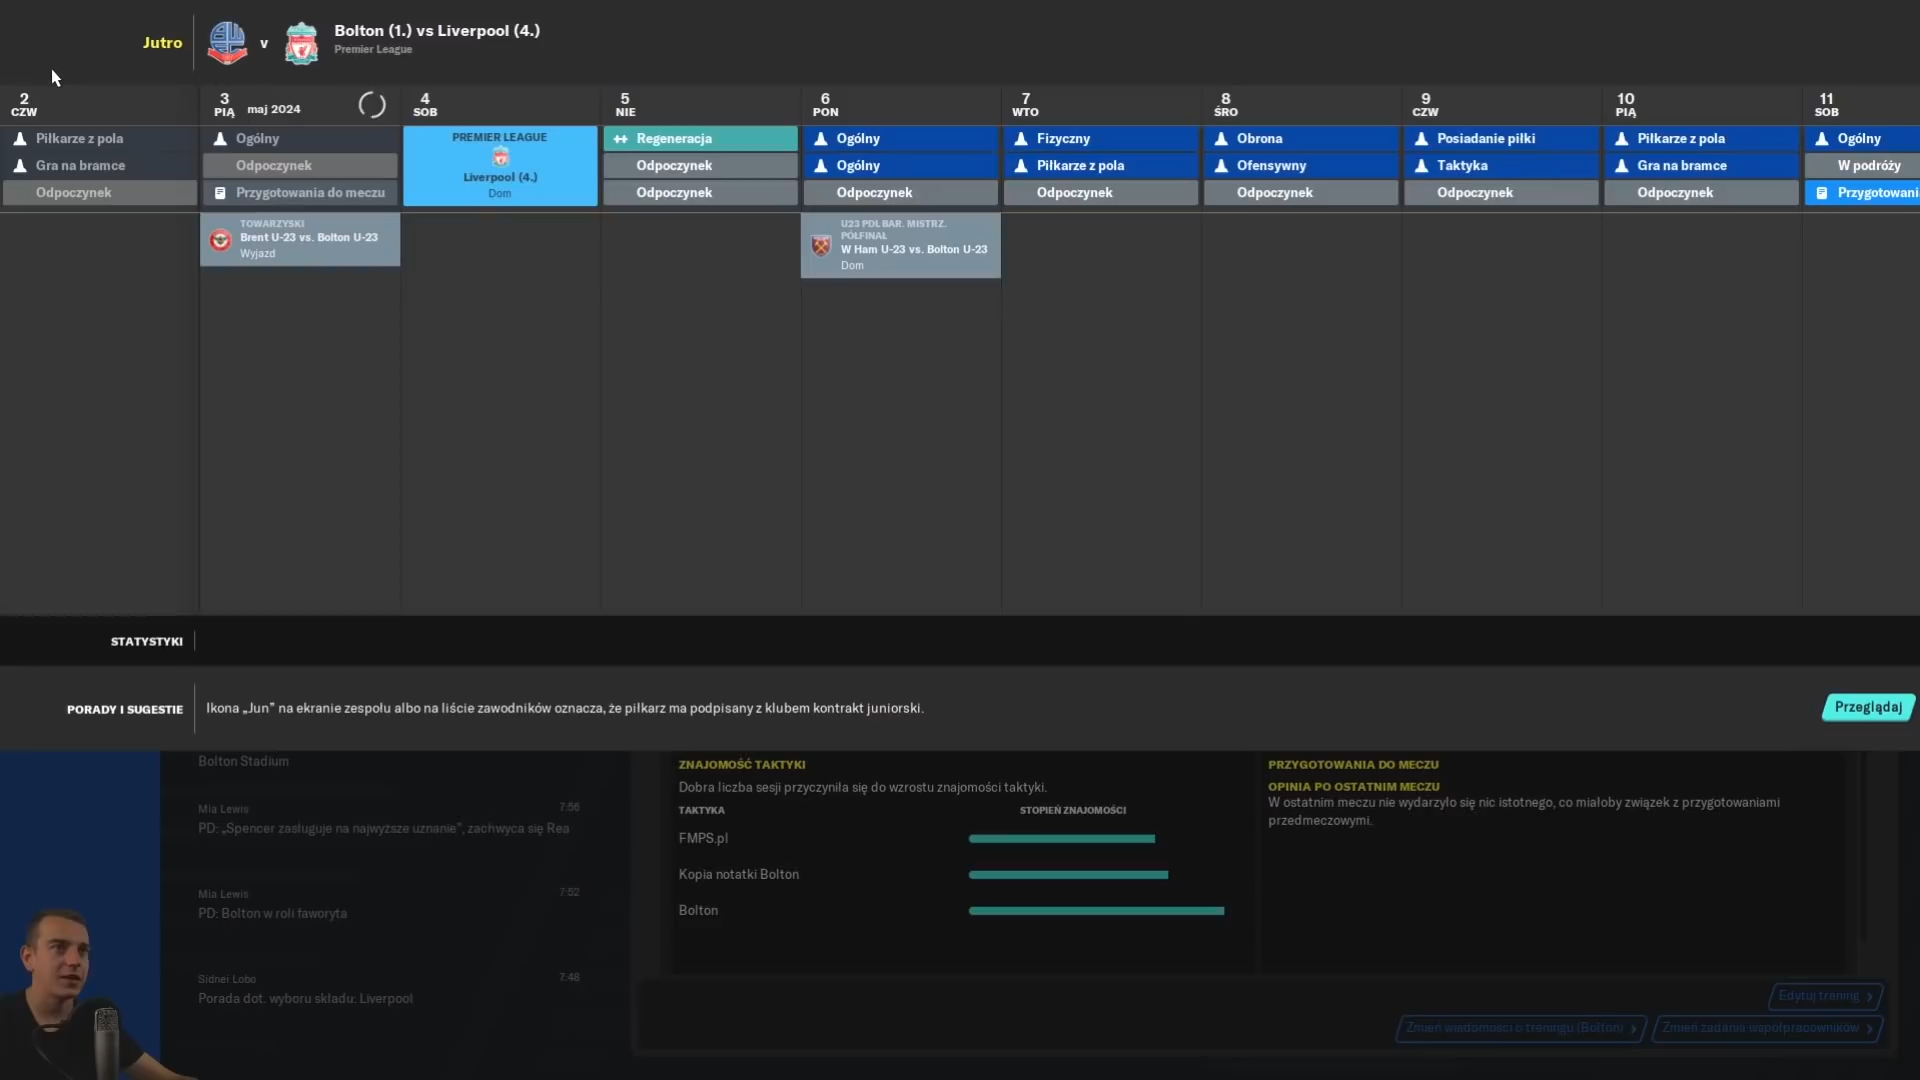 Jutro
v
Bolton (1.) vs Liverpool (4.)
Premier League
2
CZW
Piłkarze z pola
Gra na bramce
Odpoczynek
3
PIĄ maj 2024
Ogólny
Odpoczynek
Przygotowania do meczu
TOWARZYSKI
Brent U-23 vs. Bolton U-23
Wyjazd
4
SOB
PREMIER LEAGUE
Liverpool (4.)
Dom
5
NIE
Regeneracja
Odpoczynek
Odpoczynek
6
PON
Ogólny
Ogólny
Odpoczynek
U23 PDL BAR. MISTRZ.
PÓŁFINAŁ
W Ham U-23 vs. Bolton U-23
Dom
7
WTO
Fizyczny
Piłkarze z pola
Odpoczynek
8
ŚRO
Obrona
Ofensywny
Odpoczynek
9
CZW
Posiadanie piłki
Taktyka
Odpoczynek
10
PIĄ
Piłkarze z pola
Gra na bramce
Odpoczynek
11
SOB
Ogólny
W podróży
Przygotowani
STATYSTYKI
PORADY I SUGESTIE
Ikona „Jun” na ekranie zespołu albo na liście zawodników oznacza, że piłkarz ma podpisany z klubem kontrakt juniorski.
Przeglądaj
Bolton Stadium
Mia Lewis 7:56
PD: „Spencer zasługuje na najwyższe uznanie”, zachwyca się Rea
Mia Lewis 7:52
PD: Bolton w roli faworyta
Sidnei Lobo 7:48
Porada dot. wyboru składu: Liverpool
ZNAJOMOŚĆ TAKTYKI
Dobra liczba sesji przyczyniła się do wzrostu znajomości taktyki.
TAKTYKA STOPIEŃ ZNAJOMOŚCI
FMPS.pl
Kopia notatki Bolton
Bolton
PRZYGOTOWANIA DO MECZU
OPINIA PO OSTATNIM MECZU
W ostatnim meczu nie wydarzyło się nic istotnego, co miałoby związek z przygotowaniami
przedmeczowymi.
Edytuj trening
Zmień wiadomości o treningu (Bolton)
Zmień zadania współpracowników